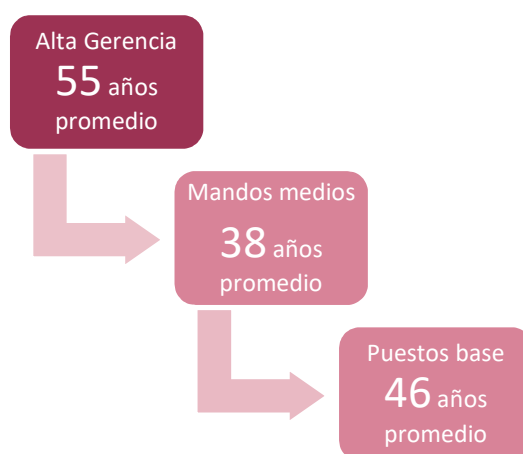 Alta Gerencia
55 años
promedio
Mandos medios
38 años
promedio
Puestos base
46 años
promedio